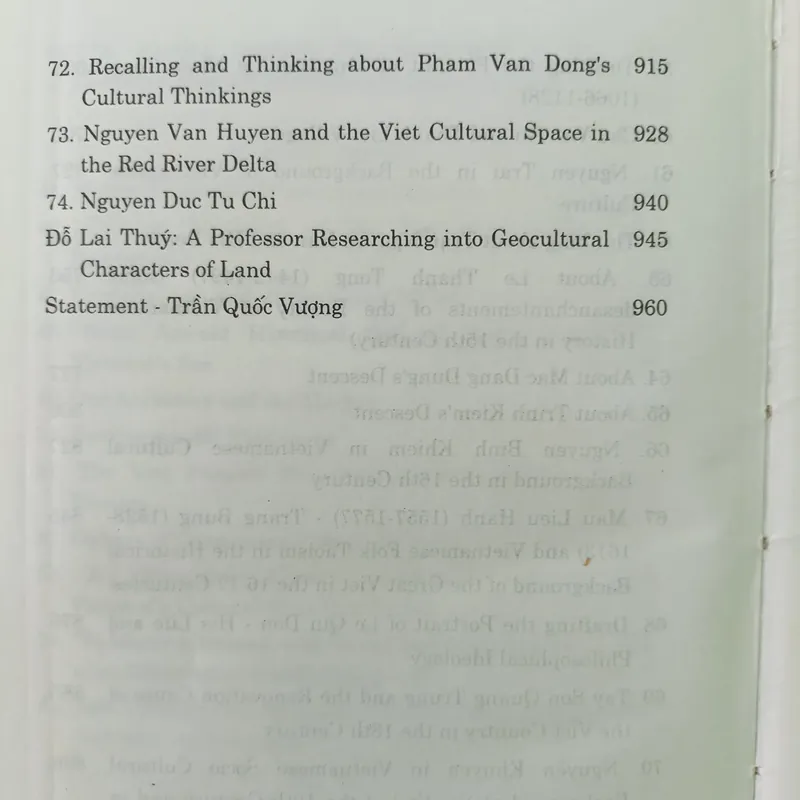 72. Recalling and Thinking about Pham Van Dong's 915
Cultural Thinkings
73. Nguyen Van Huyen and the Viet Cultural Space in 928
the Red River Delta
74. Nguyen Duc Tu Chi 940
Đỗ Lai Thuý: A Professor Researching into Geocultural 945
Characters of Land
Statement - Trần Quốc Vượng 960